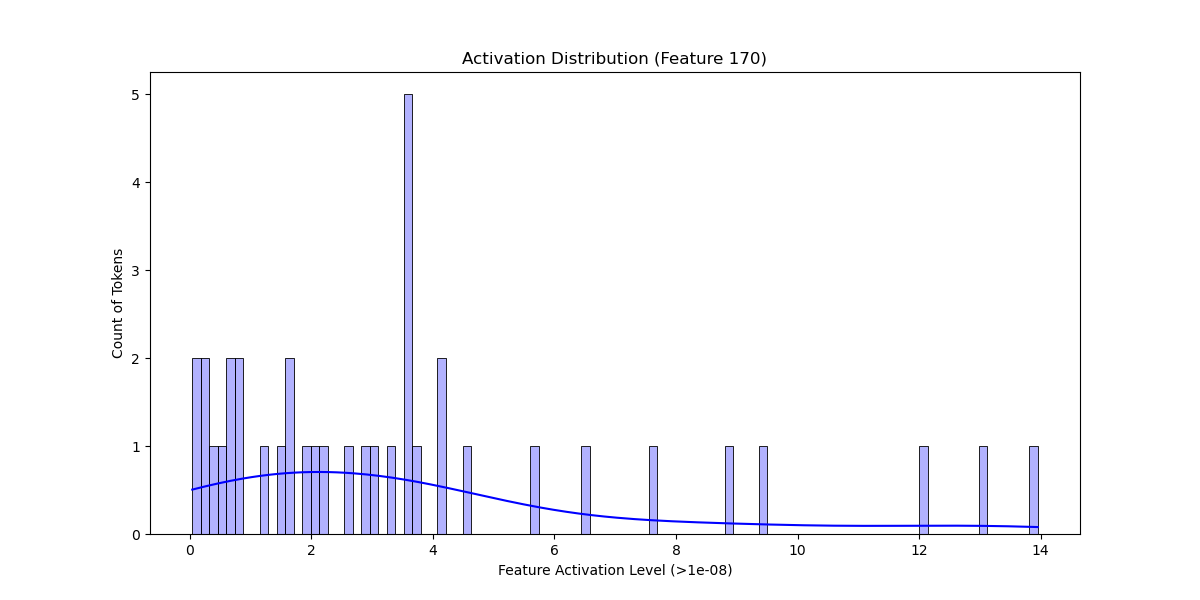 Activation Distribution (Feature 170)
5
4
3
2
1
0
Count of Tokens
0 2 4 6 8 10 12 14
Feature Activation Level (>1e-08)